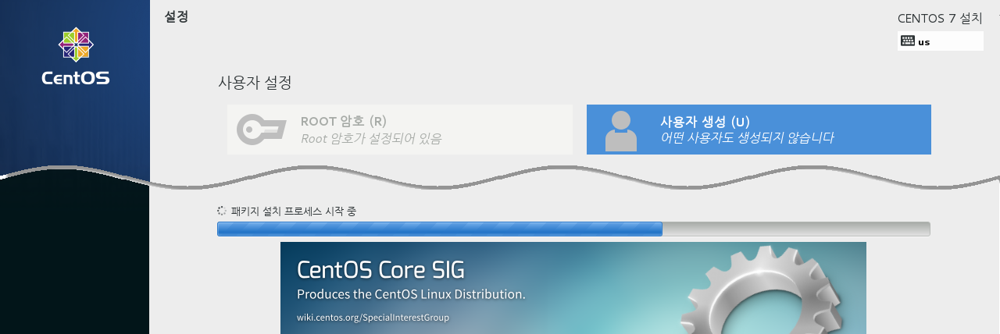 설정
CENTOS 7 설치
us
CentOS
사용자 설정
ROOT 암호 (R)
Root 암호가 설정되어 있음
사용자 생성 (U)
어떤 사용자도 생성되지 않습니다
패키지 설치 프로세스 시작 중
CentOS Core SIG
Produces the CentOS Linux Distribution.
wiki.centos.org/SpecialInterestGroup